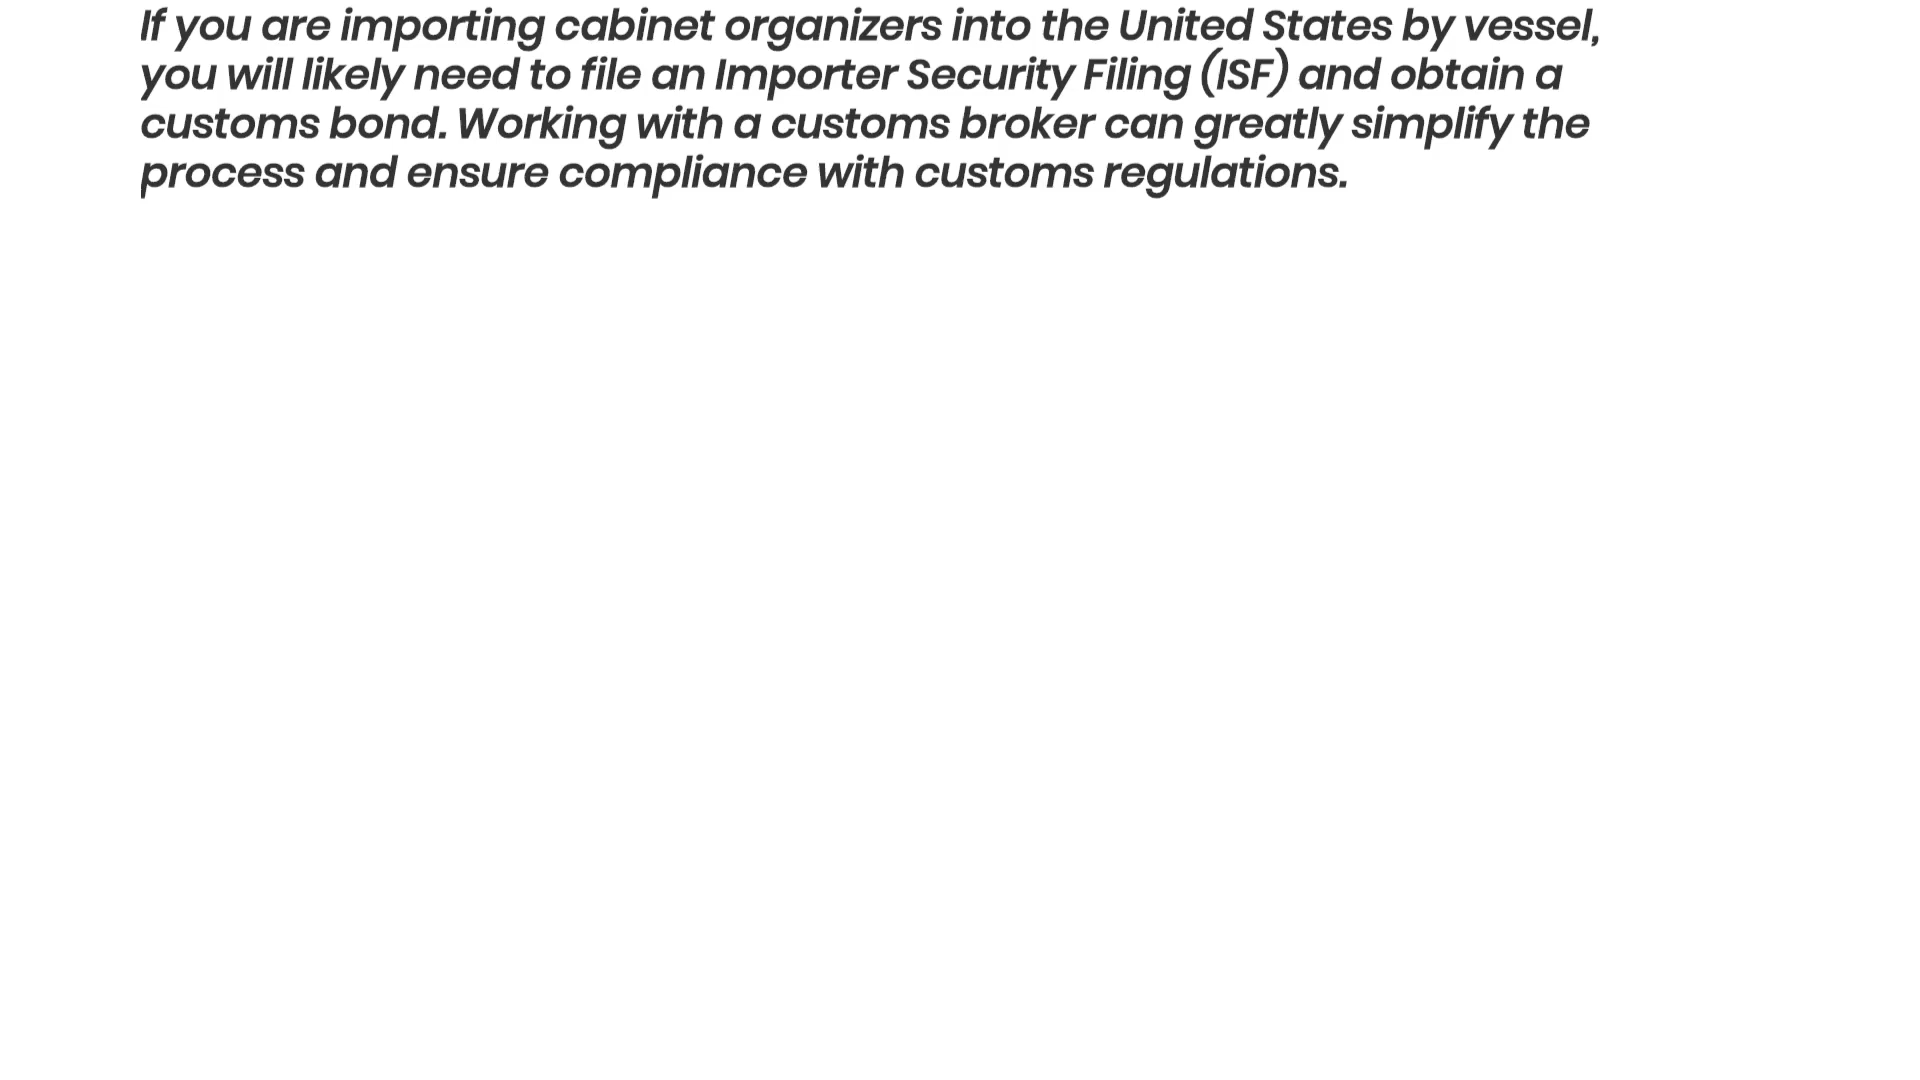 If you are importing cabinet organizers into the United States by vessel,
you will likely need to file an Importer Security Filing (ISF) and obtain a
customs bond. Working with a customs broker can greatly simplify the
process and ensure compliance with customs regulations.